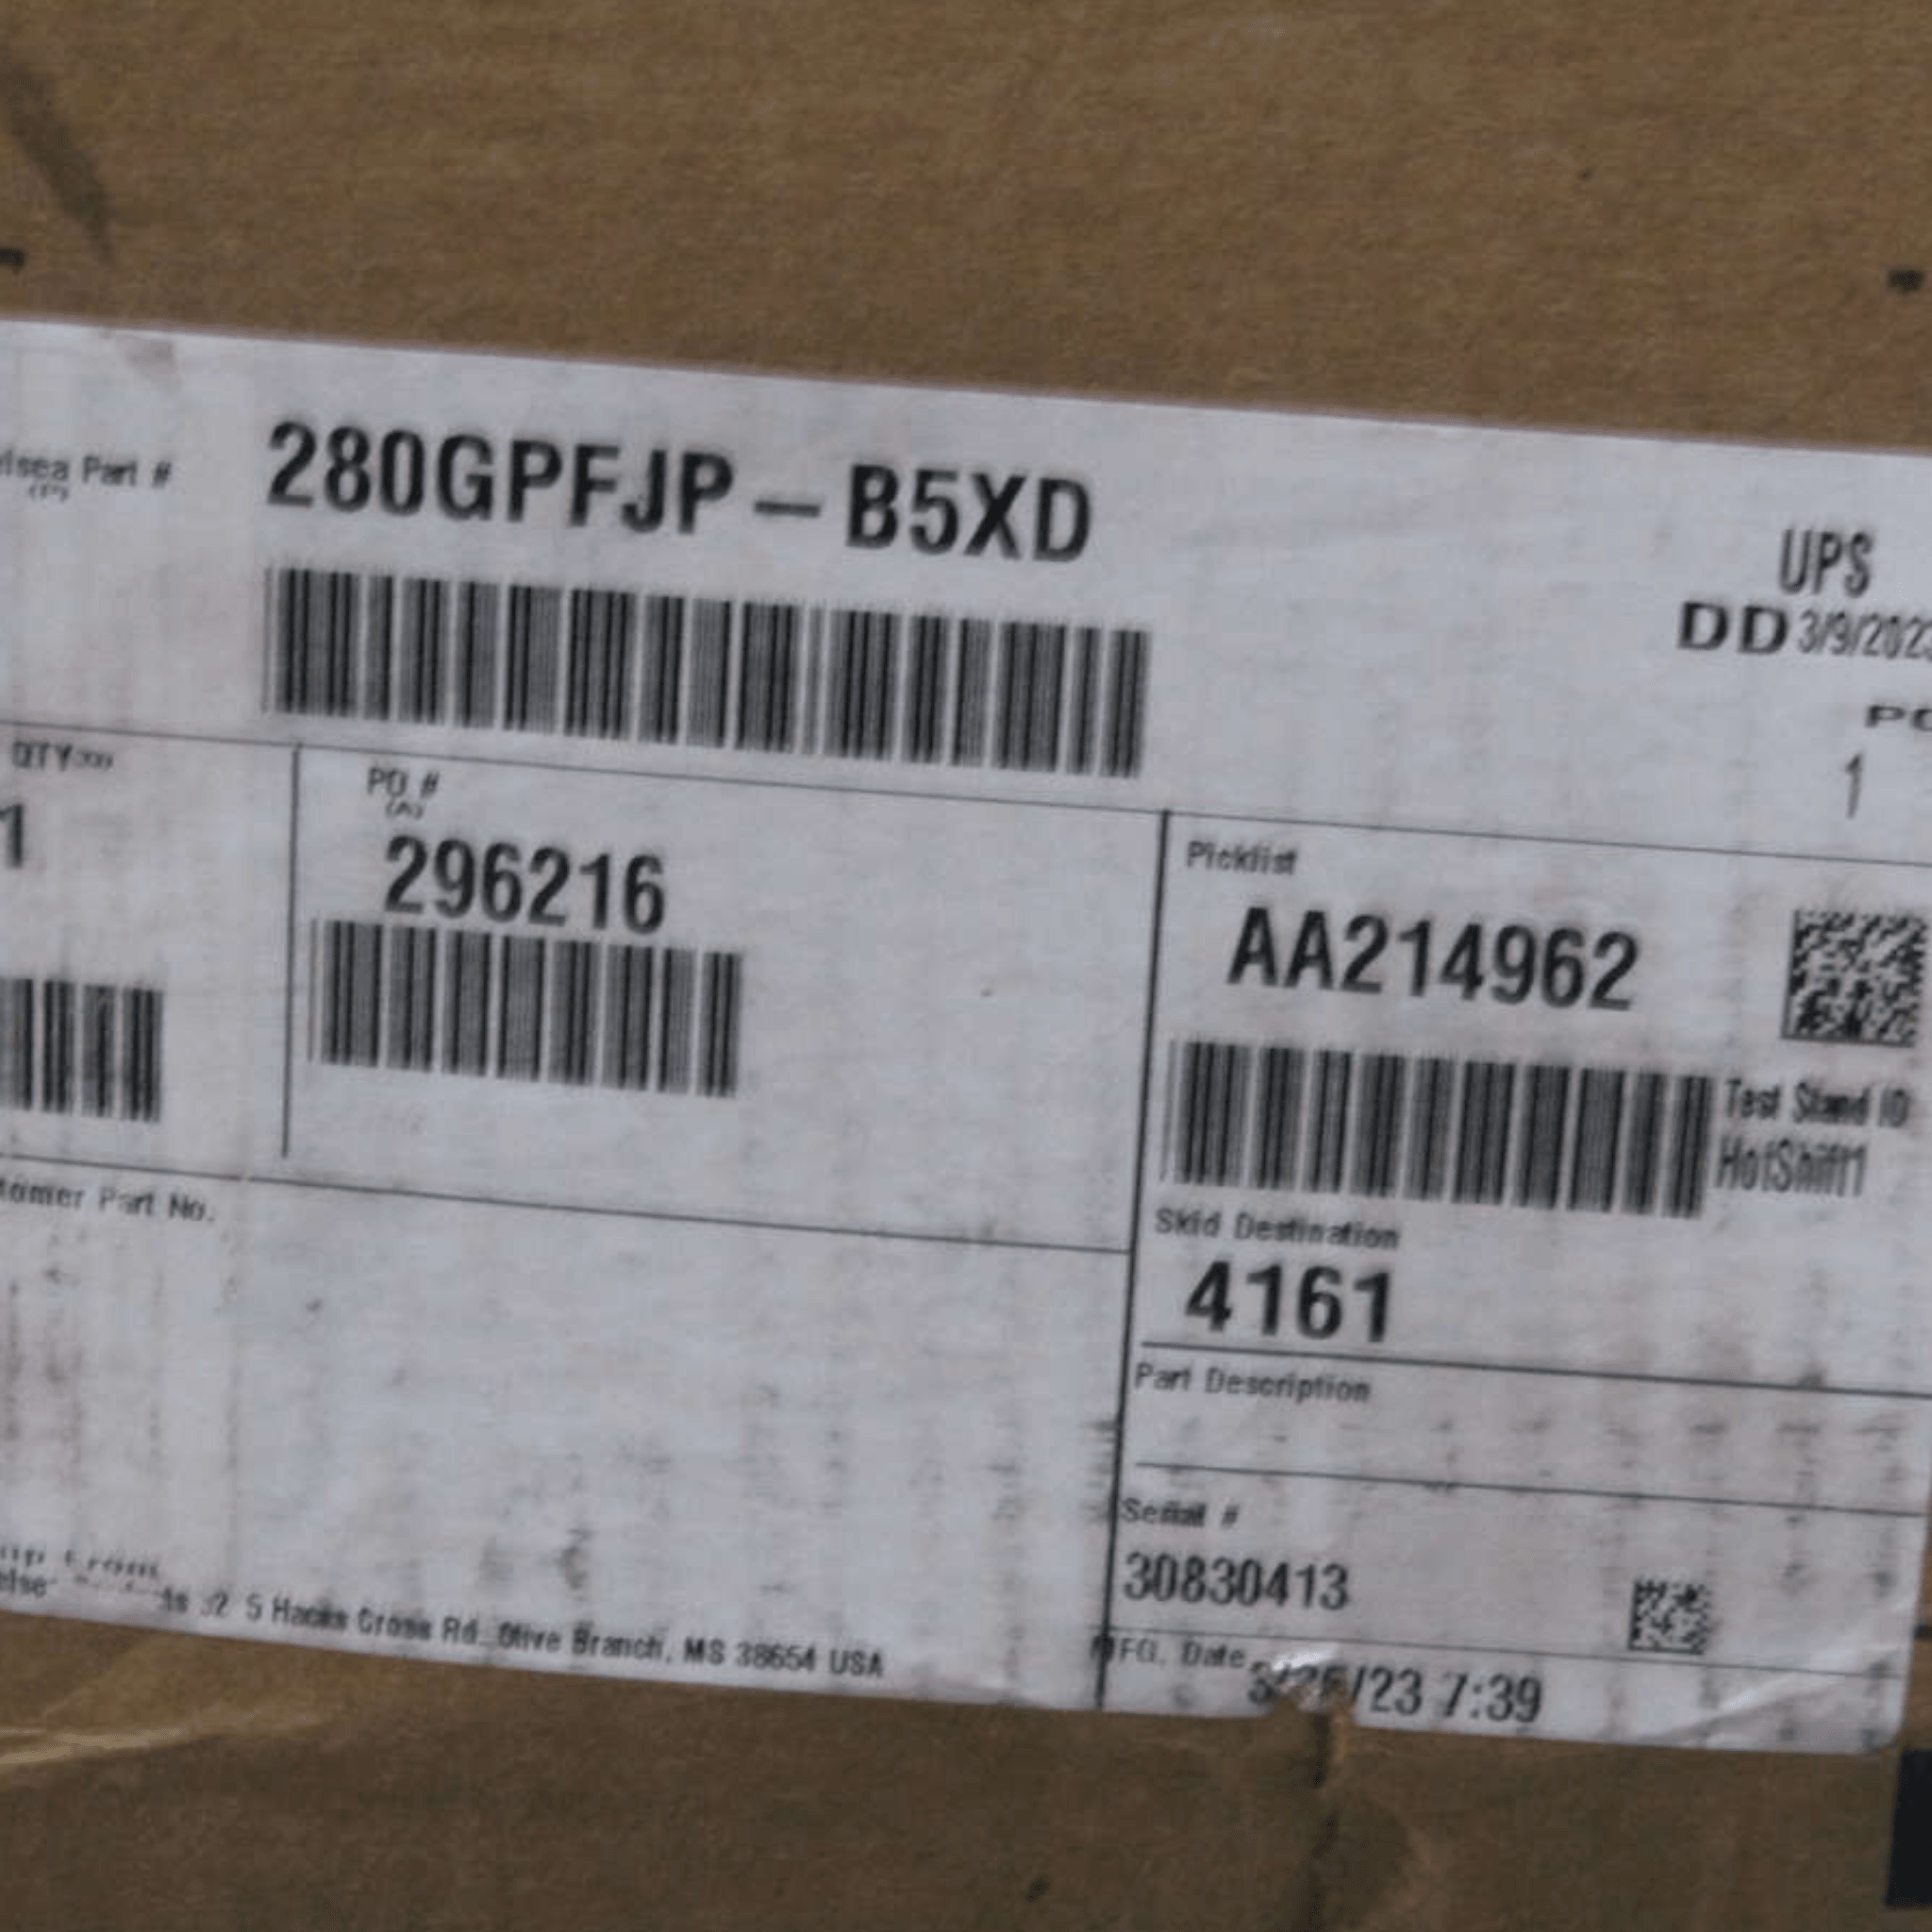 Part #
(P)
280GPFJP – B5XD
UPS
DD 3/9/202
1
QTY
1
PO #
(A)
296216
Picklist
AA214962
Test Stand ID
HotShift1
Skid Destination
4161
Part No.
Part Description
Serial #
30830413
5 Hacks Cross Rd. Olive Branch, MS 38654 USA
MFG. Date
/23 7:39